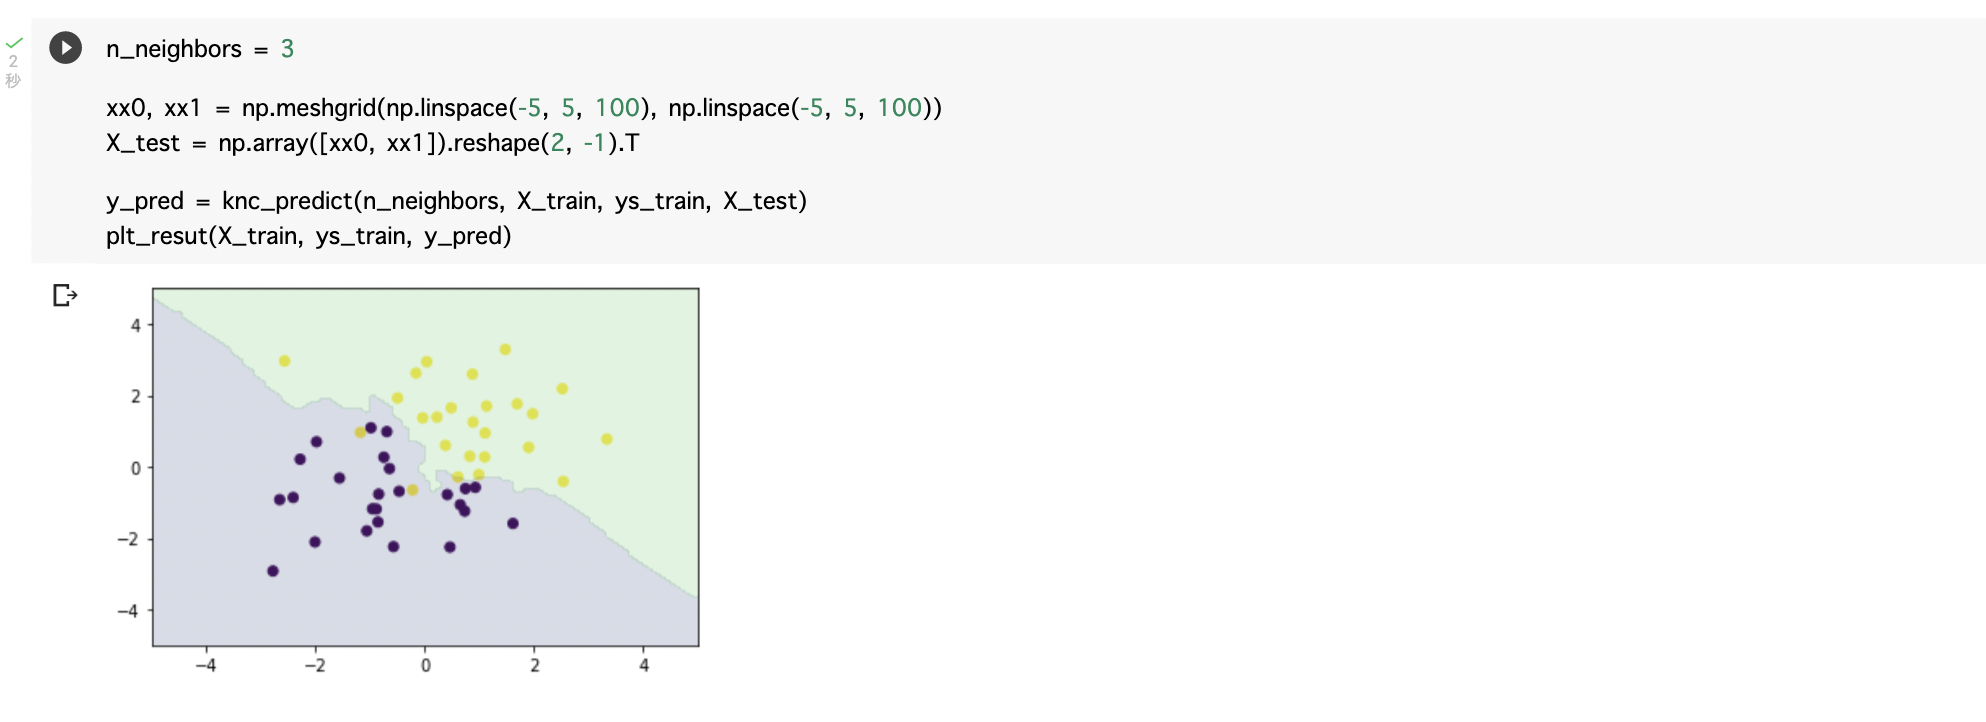 n_neighbors = 3
xx0, xx1 = np.meshgrid(np.linspace(-5, 5, 100), np.linspace(-5, 5, 100))
X_test = np.array([xx0, xx1]).reshape(2, -1).T
y_pred = knc_predict(n_neighbors, X_train, ys_train, X_test)
plt_resut(X_train, ys_train, y_pred)
2
秒
4
2
0
−2
−4
−4 −2 0 2 4